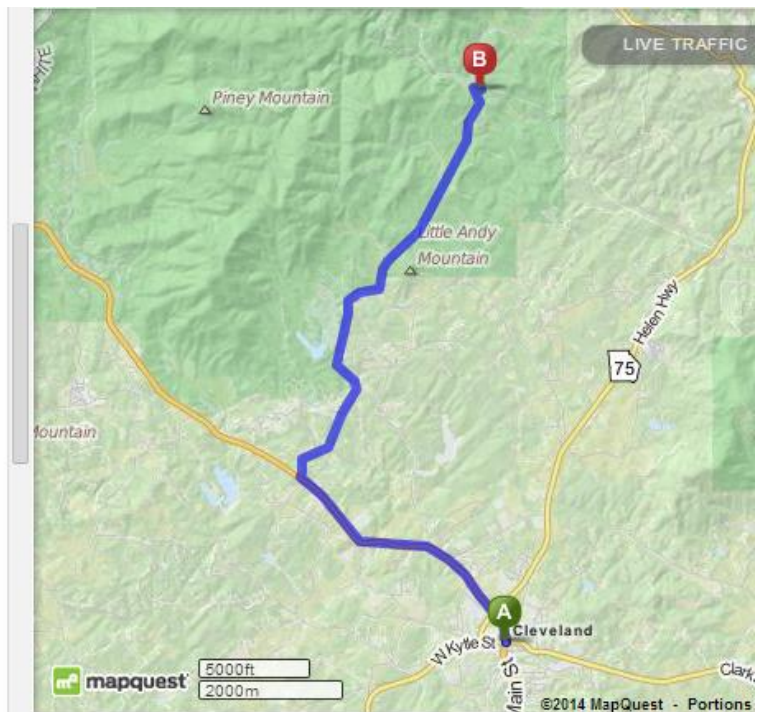 LIVE TRAFFIC
WHITE
B
Piney Mountain
Little Andy
Mountain
Helen Hwy
75
Mountain
A
Cleveland
W Kytle St
S Main St
Clark
mapquest
5000ft
2000m
©2014 MapQuest - Portions